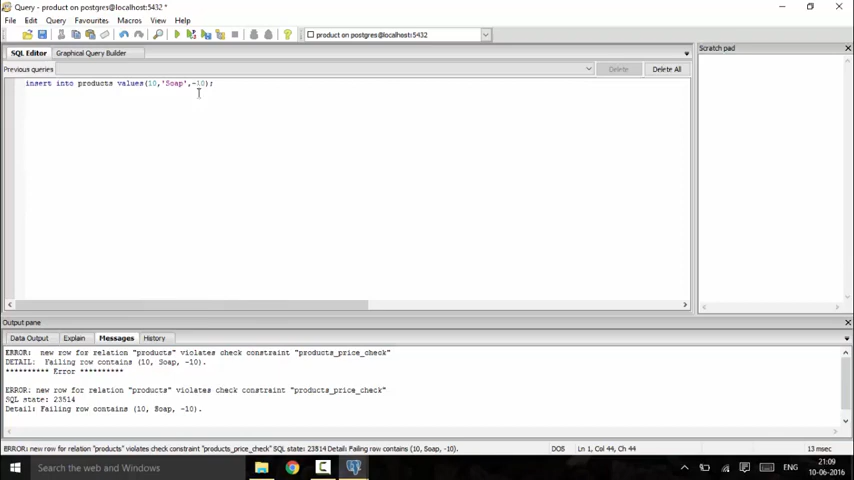 Query - product on postgres@localhost:5432 *
File Edit Query Favourites Macros View Help
product on postgres@localhost:5432
SQL Editor Graphical Query Builder
Scratch pad
Previous queries
Delete Delete All
insert into products values(10,'Soap',-10);
Output pane
Data Output Explain Messages History
ERROR: new row for relation "products" violates check constraint "products_price_check"
DETAIL: Failing row contains (10, Soap, -10).
********** Error **********
ERROR: new row for relation "products" violates check constraint "products_price_check"
SQL state: 23514
Detail: Failing row contains (10, Soap, -10).
ERROR: new row for relation "products" violates check constraint "products_price_check" SQL state: 23514 Detail: Failing row contains (10, Soap, -10).
DOS
Ln 1, Col 44, Ch 44
13 msec
Search the web and Windows
ENG
21:09
10-06-2016